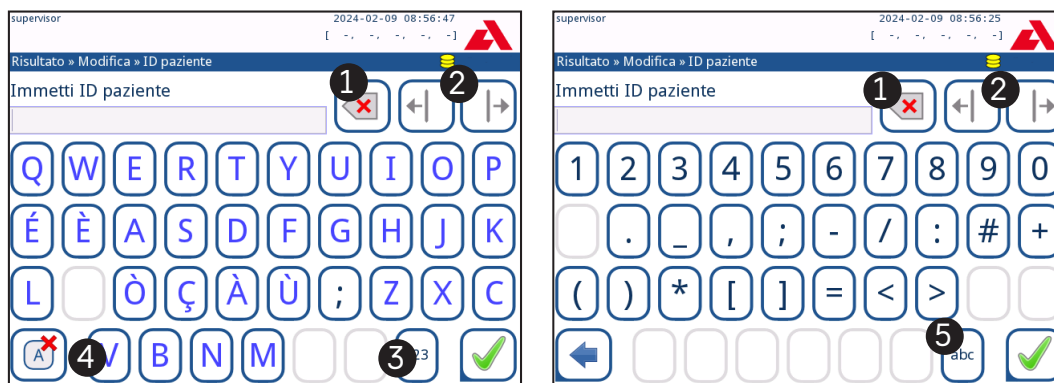 supervisor 2024-02-09 08:56:47
[ -, -, -, -, -]
Risultato » Modifica » ID paziente
1 2
Immetti ID paziente
Q W E R T Y U I O P
É È A S D F G H J K
L Ò Ç À Ù ; Z X C
A 4 V B N M 3 23
supervisor 2024-02-09 08:56:25
[ -, -, -, -, -]
Risultato » Modifica » ID paziente
1 2
Immetti ID paziente
1 2 3 4 5 6 7 8 9 0
. _ , ; - / : # +
( ) * [ ] = < >
5 abc